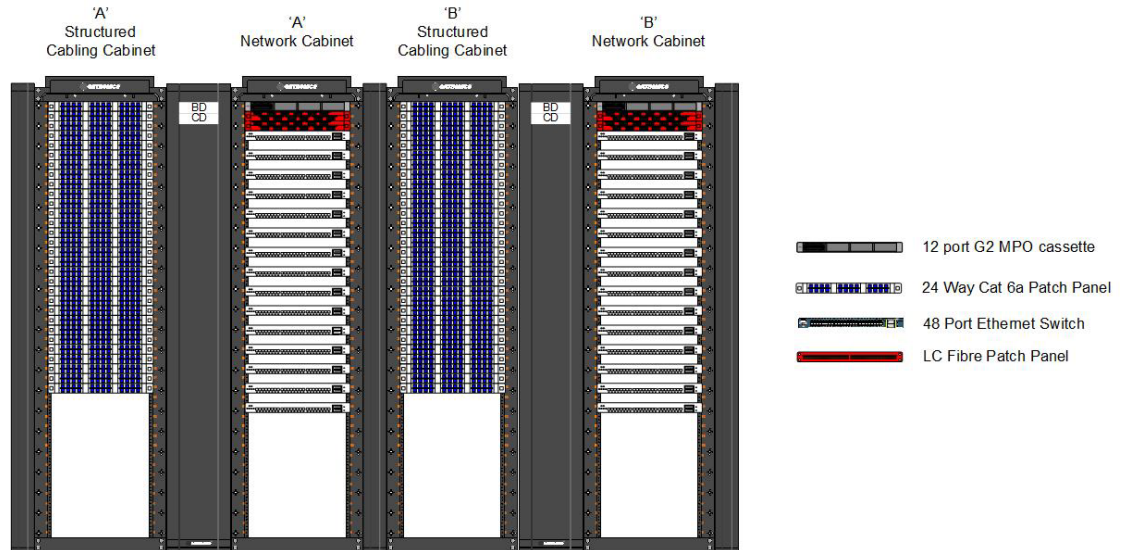 ‘A’
Structured
Cabling Cabinet
‘A’
Network Cabinet
‘B’
Structured
Cabling Cabinet
‘B’
Network Cabinet
BD
CD
BD
CD
12 port G2 MPO cassette
24 Way Cat 6a Patch Panel
48 Port Ethernet Switch
LC Fibre Patch Panel